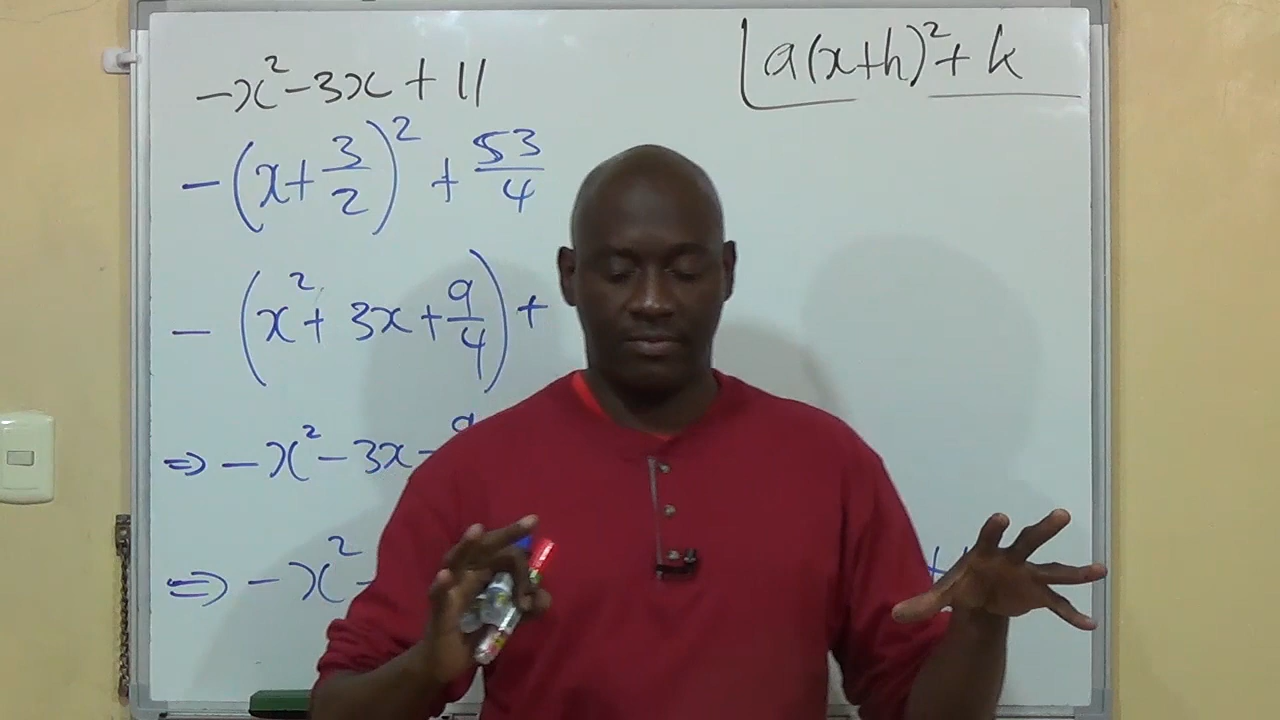 -x² - 3x + 11
a(x+h)² + k
-(x + 3/2)² + 53/4
-(x² + 3x + 9/4) +
⇒ -x² - 3x -
⇒ -x² -